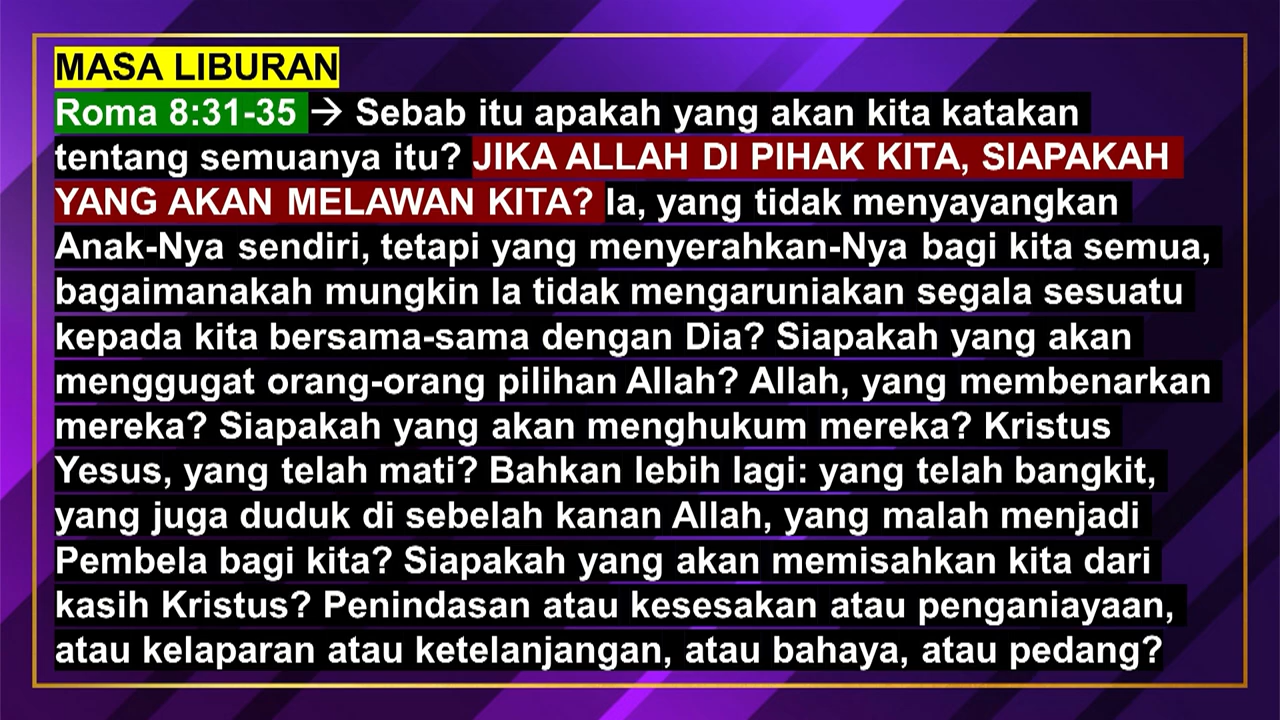 MASA LIBURAN
Roma 8:31-35 → Sebab itu apakah yang akan kita katakan
tentang semuanya itu? JIKA ALLAH DI PIHAK KITA, SIAPAKAH
YANG AKAN MELAWAN KITA? Ia, yang tidak menyayangkan
Anak-Nya sendiri, tetapi yang menyerahkan-Nya bagi kita semua,
bagaimanakah mungkin Ia tidak mengaruniakan segala sesuatu
kepada kita bersama-sama dengan Dia? Siapakah yang akan
menggugat orang-orang pilihan Allah? Allah, yang membenarkan
mereka? Siapakah yang akan menghukum mereka? Kristus
Yesus, yang telah mati? Bahkan lebih lagi: yang telah bangkit,
yang juga duduk di sebelah kanan Allah, yang malah menjadi
Pembela bagi kita? Siapakah yang akan memisahkan kita dari
kasih Kristus? Penindasan atau kesesakan atau penganiayaan,
atau kelaparan atau ketelanjangan, atau bahaya, atau pedang?